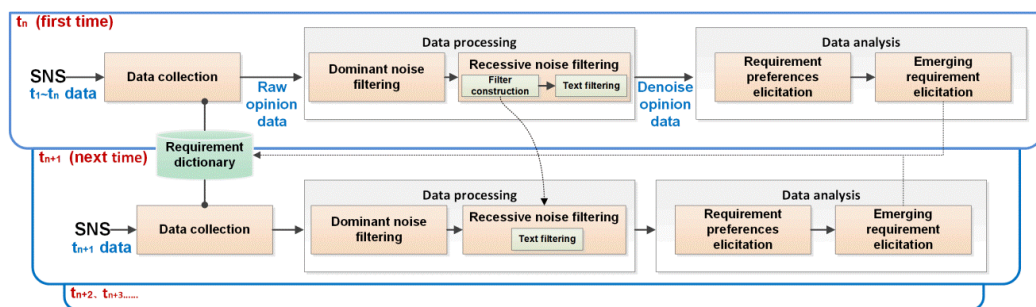 tn (first time)
SNS
t1~tn data
Data collection
Raw
opinion
data
Data processing
Dominant noise
filtering
Recessive noise filtering
Filter
construction
Text filtering
Denoise
opinion
data
Data analysis
Requirement
preferences
elicitation
Emerging
requirement
elicitation
Requirement
dictionary
tn+1 (next time)
SNS
tn+1 data
Data collection
Data processing
Dominant noise
filtering
Recessive noise filtering
Text filtering
Data analysis
Requirement
preferences
elicitation
Emerging
requirement
elicitation
tn+2、tn+3......